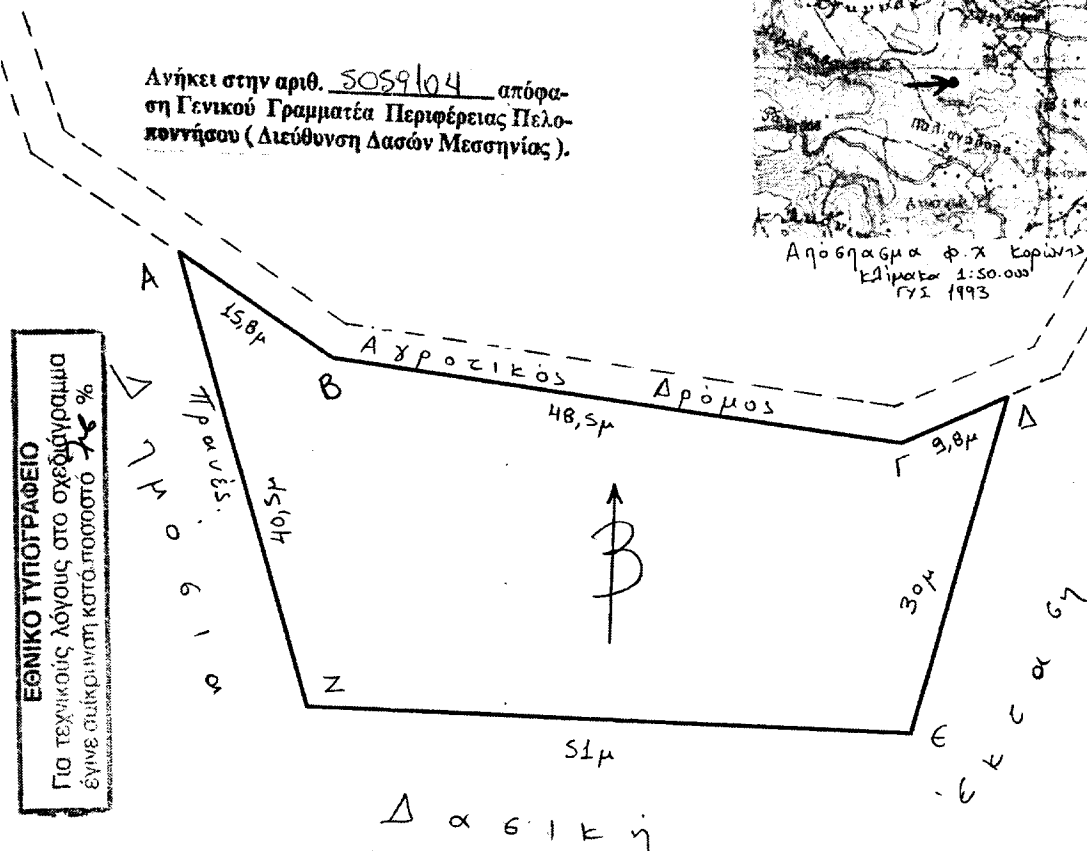 Ανήκει στην αριθ. 5059/04 απόφα-
ση Γενικού Γραμματέα Περιφέρειας Πελο-
ποννήσου ( Διεύθυνση Δασών Μεσσηνίας ).
Παλιαγόραρα
Απόσπασμα φ. χ Κορώνης
κλίμακα 1:50.000
ΓΥΣ 1993
Α
15,8μ
Β
Αγροτικός Δρόμος
48,5μ
Γ
9,8μ
Δ
Πρανές.
40,5μ
Β
30μ
Ζ
51μ
Ε
Δημόσια
Δασική
Εκταση
ΕΘΝΙΚΟ ΤΥΠΟΓΡΑΦΕΙΟ
Για τεχνικούς λόγους στο σχεδιάγραμμα
έγινε σμίκρυνση κατά ποσοστό %